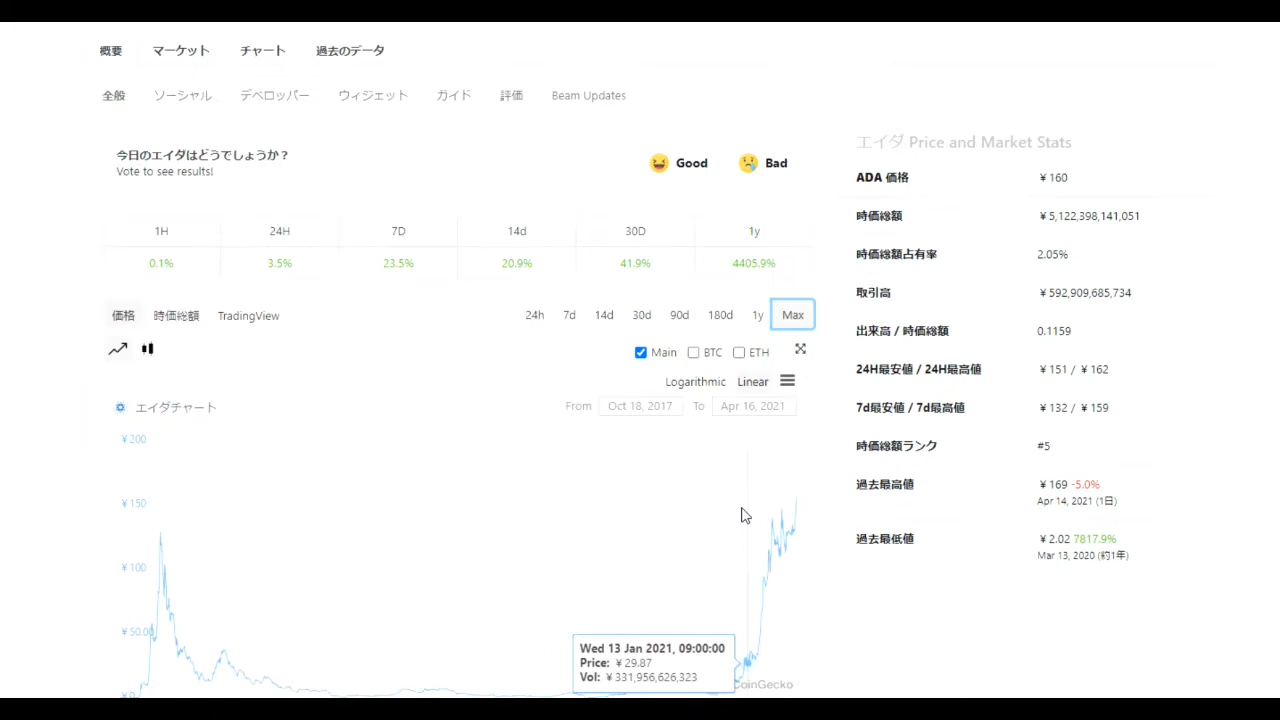 概要 マーケット チャート 過去のデータ
全般 ソーシャル デベロッパー ウィジェット ガイド 評価 Beam Updates
今日のエイダはどうでしょうか？
Vote to see results!
Good Bad
1H 24H 7D 14d 30D 1y
0.1% 3.5% 23.5% 20.9% 41.9% 4405.9%
価格 時価総額 TradingView
24h 7d 14d 30d 90d 180d 1y Max
Main BTC ETH
Logarithmic Linear
エイダチャート
From Oct 18, 2017 To Apr 16, 2021
¥200
¥150
¥100
¥50.00
¥0
Wed 13 Jan 2021, 09:00:00
Price: ¥29.87
Vol: ¥331,956,626,323
CoinGecko
エイダ Price and Market Stats
ADA 価格 ¥160
時価総額 ¥5,122,398,141,051
時価総額占有率 2.05%
取引高 ¥592,909,685,734
出来高 / 時価総額 0.1159
24H最安値 / 24H最高値 ¥151 / ¥162
7d最安値 / 7d最高値 ¥132 / ¥159
時価総額ランク #5
過去最高値 ¥169 -5.0%
Apr 14, 2021 (1日)
過去最低値 ¥2.02 7817.9%
Mar 13, 2020 (約1年)